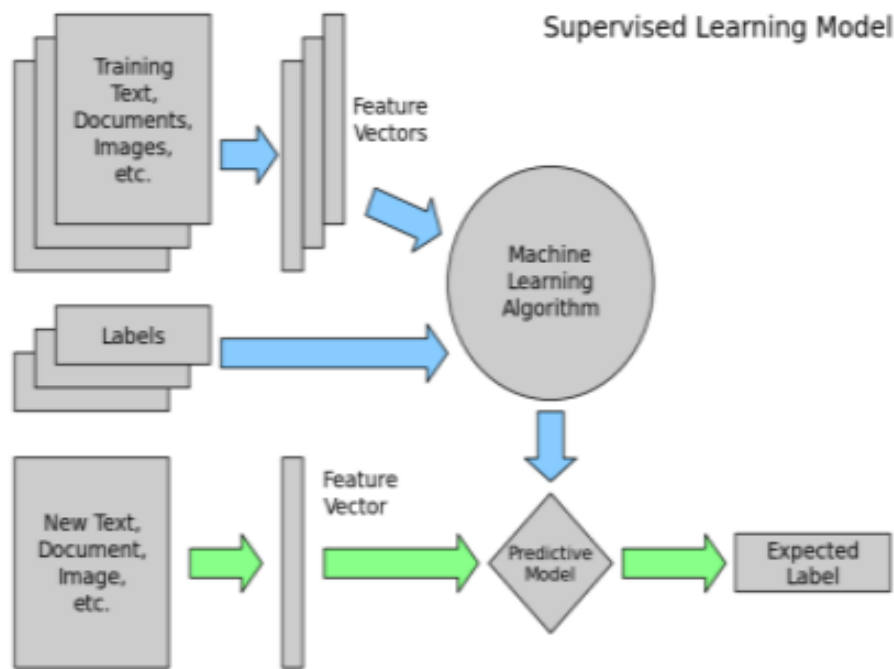 Supervised Learning Model
Training
Text,
Documents,
Images,
etc.
Feature
Vectors
Machine
Learning
Algorithm
Labels
New Text,
Document,
Image,
etc.
Feature
Vector
Predictive
Model
Expected
Label